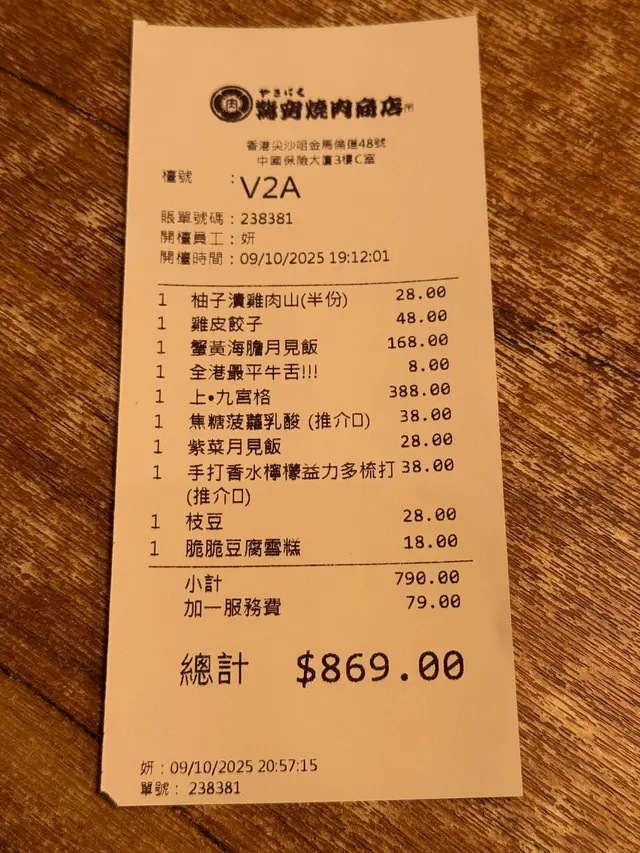 肉
やきにく
燒肉商店
香港尖沙咀金馬倫道48號
中國保險大廈3樓C室
檯號 : V2A
賬單號碼 : 238381
開檯員工 : 妍
開檯時間 : 09/10/2025 19:12:01
1 柚子漬雞肉山(半份) 28.00
1 雞皮餃子 48.00
1 蟹黃海膽月見飯 168.00
1 全港最平牛舌!!! 8.00
1 上•九宮格 388.00
1 焦糖菠蘿乳酸 (推介口) 38.00
1 紫菜月見飯 28.00
1 手打香水檸檬益力多梳打 38.00
(推介口)
1 枝豆 28.00
1 脆脆豆腐雪糕 18.00
小計 790.00
加一服務費 79.00
總計 $869.00
妍 : 09/10/2025 20:57:15
單號 : 238381